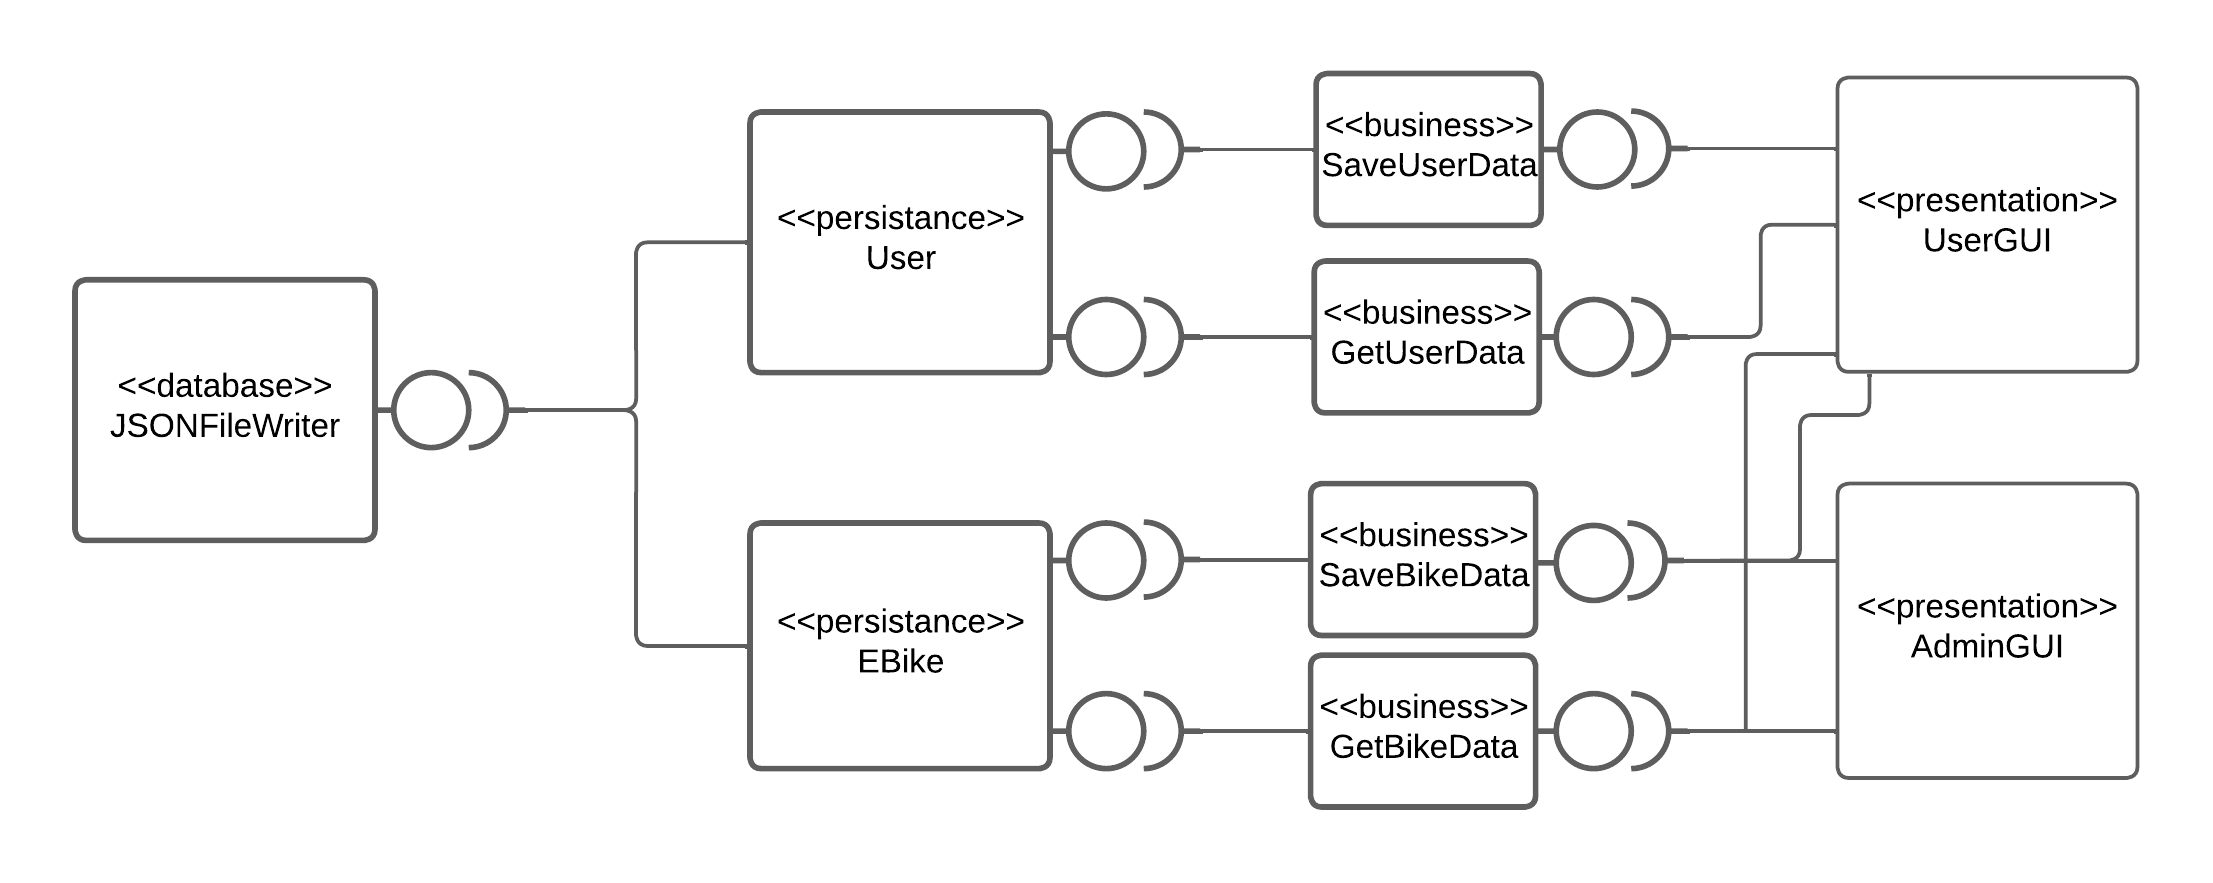 <<database>>
JSONFileWriter
<<persistance>>
User
<<persistance>>
EBike
<<business>>
SaveUserData
<<business>>
GetUserData
<<business>>
SaveBikeData
<<business>>
GetBikeData
<<presentation>>
UserGUI
<<presentation>>
AdminGUI